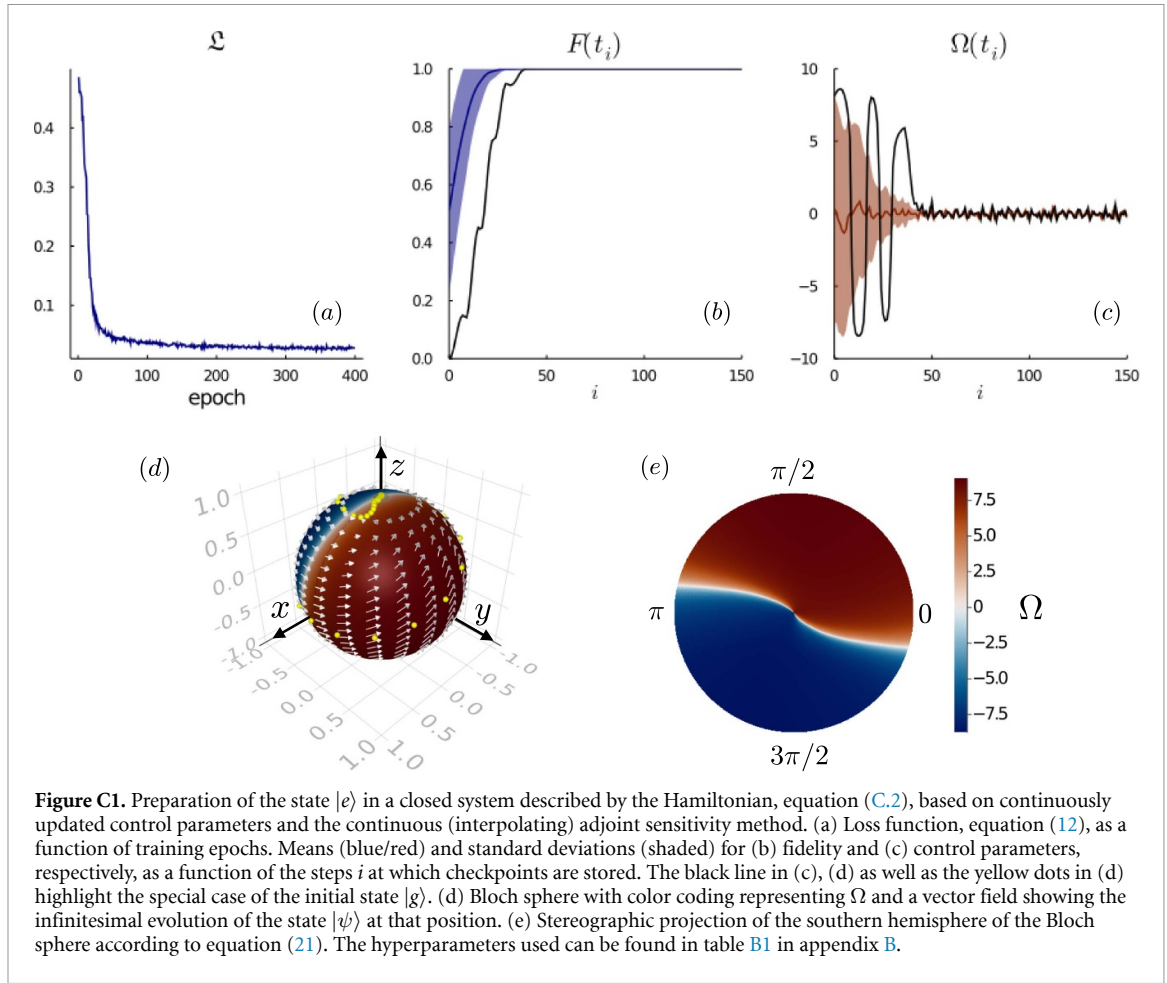 𝔏
F(t_i)
Ω(t_i)
0.4
0.3
0.2
0.1
0
100
200
300
400
epoch
(a)
1.0
0.8
0.6
0.4
0.2
0.0
0
50
100
150
i
(b)
10
5
0
−5
−10
0
50
100
150
i
(c)
(d)
z
x
y
1.0
0.5
0.0
-0.5
-1.0
-1.0
-0.5
0.0
0.5
1.0
-1.0
-0.5
0.0
0.5
1.0
(e)
π/2
π
0
3π/2
7.5
5.0
2.5
0
−2.5
−5.0
−7.5
Ω
Figure C1. Preparation of the state |e⟩ in a closed system described by the Hamiltonian, equation (C.2), based on continuously
updated control parameters and the continuous (interpolating) adjoint sensitivity method. (a) Loss function, equation (12), as a
function of training epochs. Means (blue/red) and standard deviations (shaded) for (b) fidelity and (c) control parameters,
respectively, as a function of the steps i at which checkpoints are stored. The black line in (c), (d) as well as the yellow dots in (d)
highlight the special case of the initial state |g⟩. (d) Bloch sphere with color coding representing Ω and a vector field showing the
infinitesimal evolution of the state |ψ⟩ at that position. (e) Stereographic projection of the southern hemisphere of the Bloch
sphere according to equation (21). The hyperparameters used can be found in table B1 in appendix B.